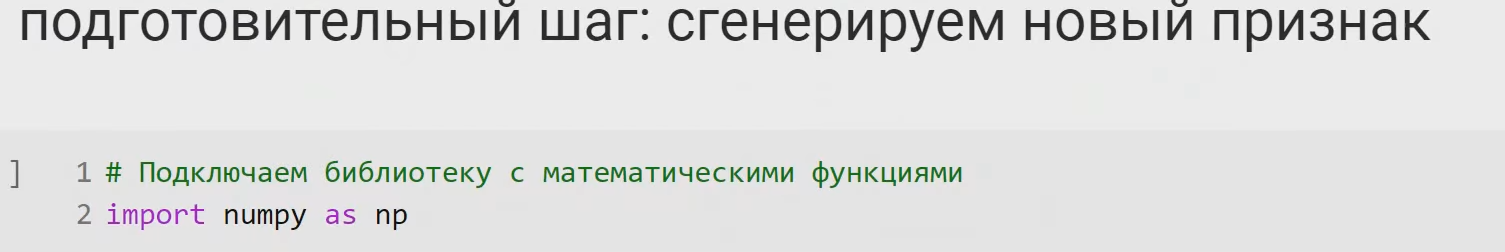 подготовительный шаг: сгенерируем новый признак
] 1 # Подключаем библиотеку с математическими функциями
2 import numpy as np